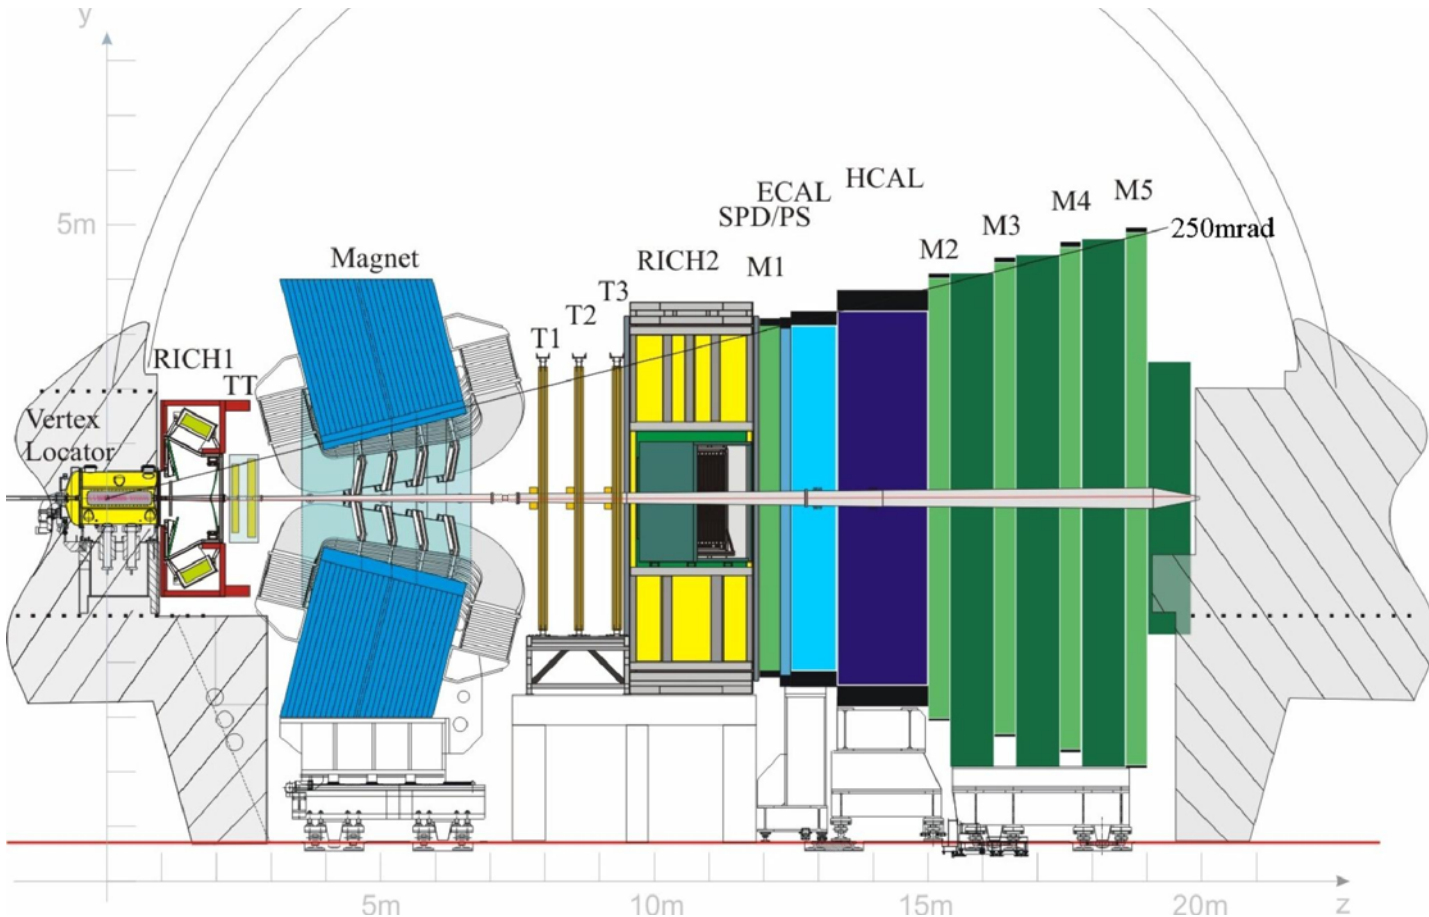 y
HCAL
ECAL
M5
SPD/PS
M4
M3
5m
250mrad
M2
Magnet
RICH2
M1
T3
T2
T1
RICH1
TT
Vertex
Locator
5m
10m
15m
20m
z